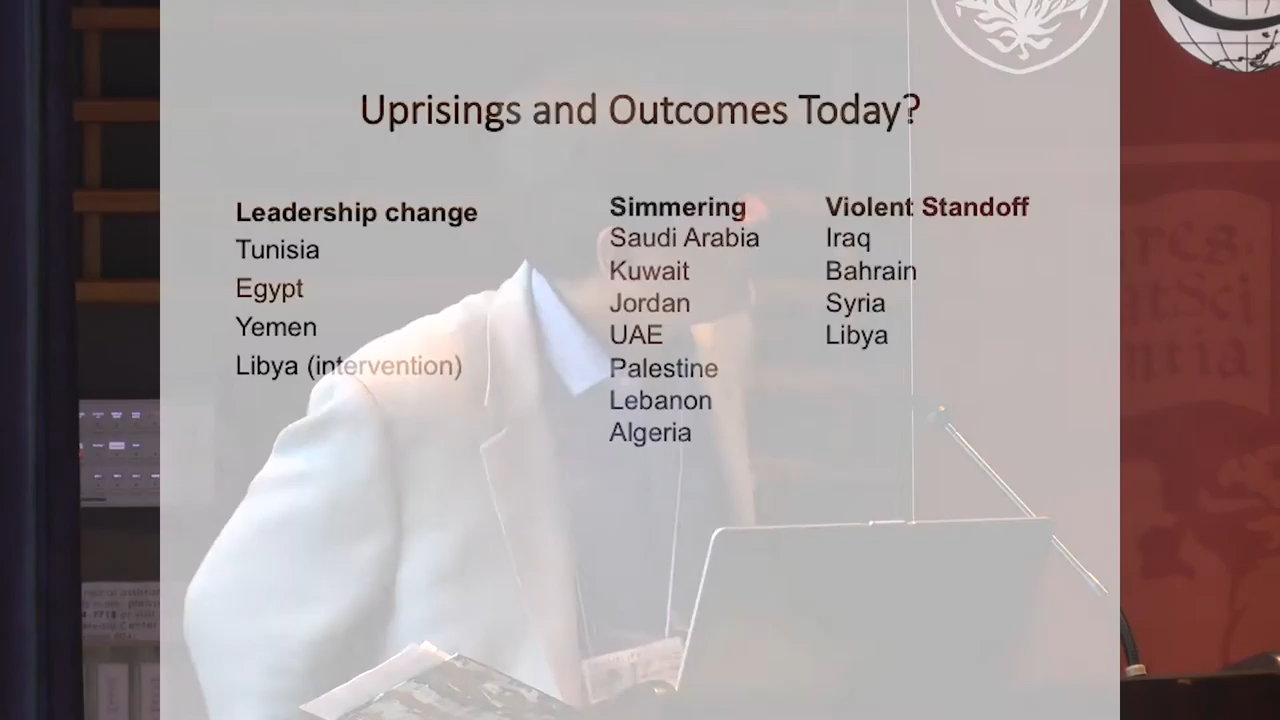 Uprisings and Outcomes Today?
Leadership change
Tunisia
Egypt
Yemen
Libya (intervention)
Simmering
Saudi Arabia
Kuwait
Jordan
UAE
Palestine
Lebanon
Algeria
Violent Standoff
Iraq
Bahrain
Syria
Libya